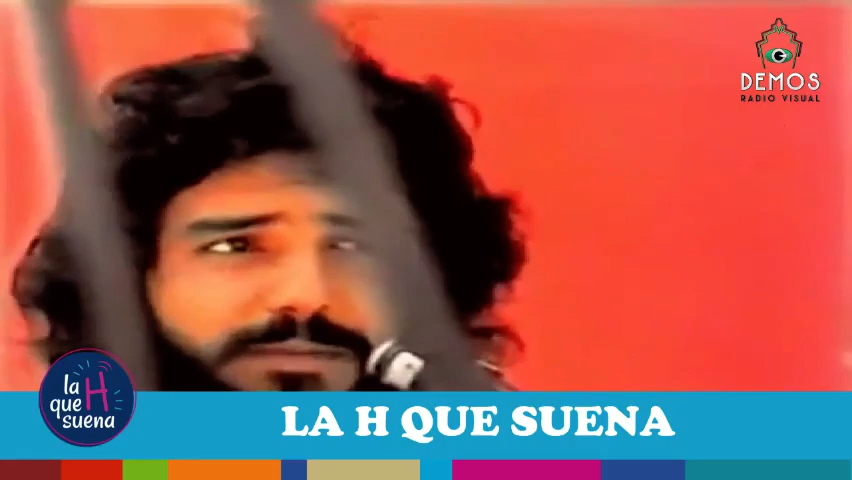 DEMOS
RADIO VISUAL
la H
que
suena
LA H QUE SUENA